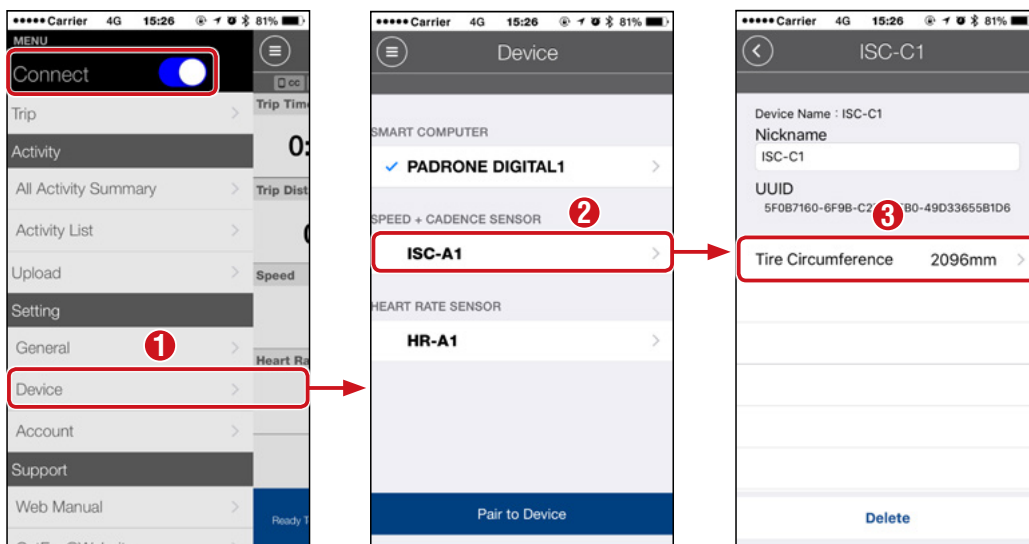 Carrier 4G 15:26 81%
MENU
Connect
Trip
Activity
All Activity Summary
Activity List
Upload
Setting
General
1
Device
Account
Support
Web Manual
cc
Trip Time
0:
Trip Dist
0
Speed
Heart Ra
Ready T
Carrier 4G 15:26 81%
Device
SMART COMPUTER
PADRONE DIGITAL1
SPEED + CADENCE SENSOR
2
ISC-A1
HEART RATE SENSOR
HR-A1
Pair to Device
Carrier 4G 15:26 81%
ISC-C1
Device Name : ISC-C1
Nickname
ISC-C1
UUID
5F0B7160-6F9B-C2 B0-49D33655B1D6
3
Tire Circumference 2096mm
Delete